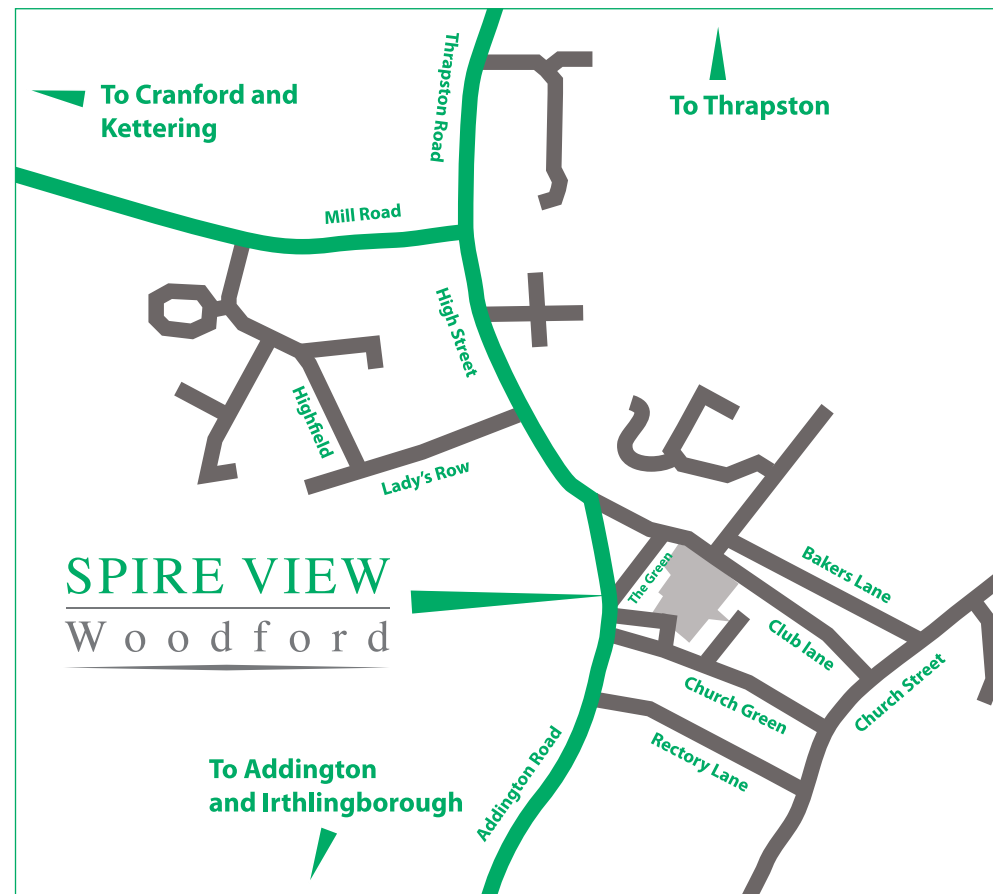 Thrapston Road
To Cranford and
Kettering
To Thrapston
Mill Road
High Street
Highfield
Lady's Row
SPIRE VIEW
Woodford
The Green
Bakers Lane
Club lane
Church Street
Church Green
Rectory Lane
Addington Road
To Addington
and Irthlingborough